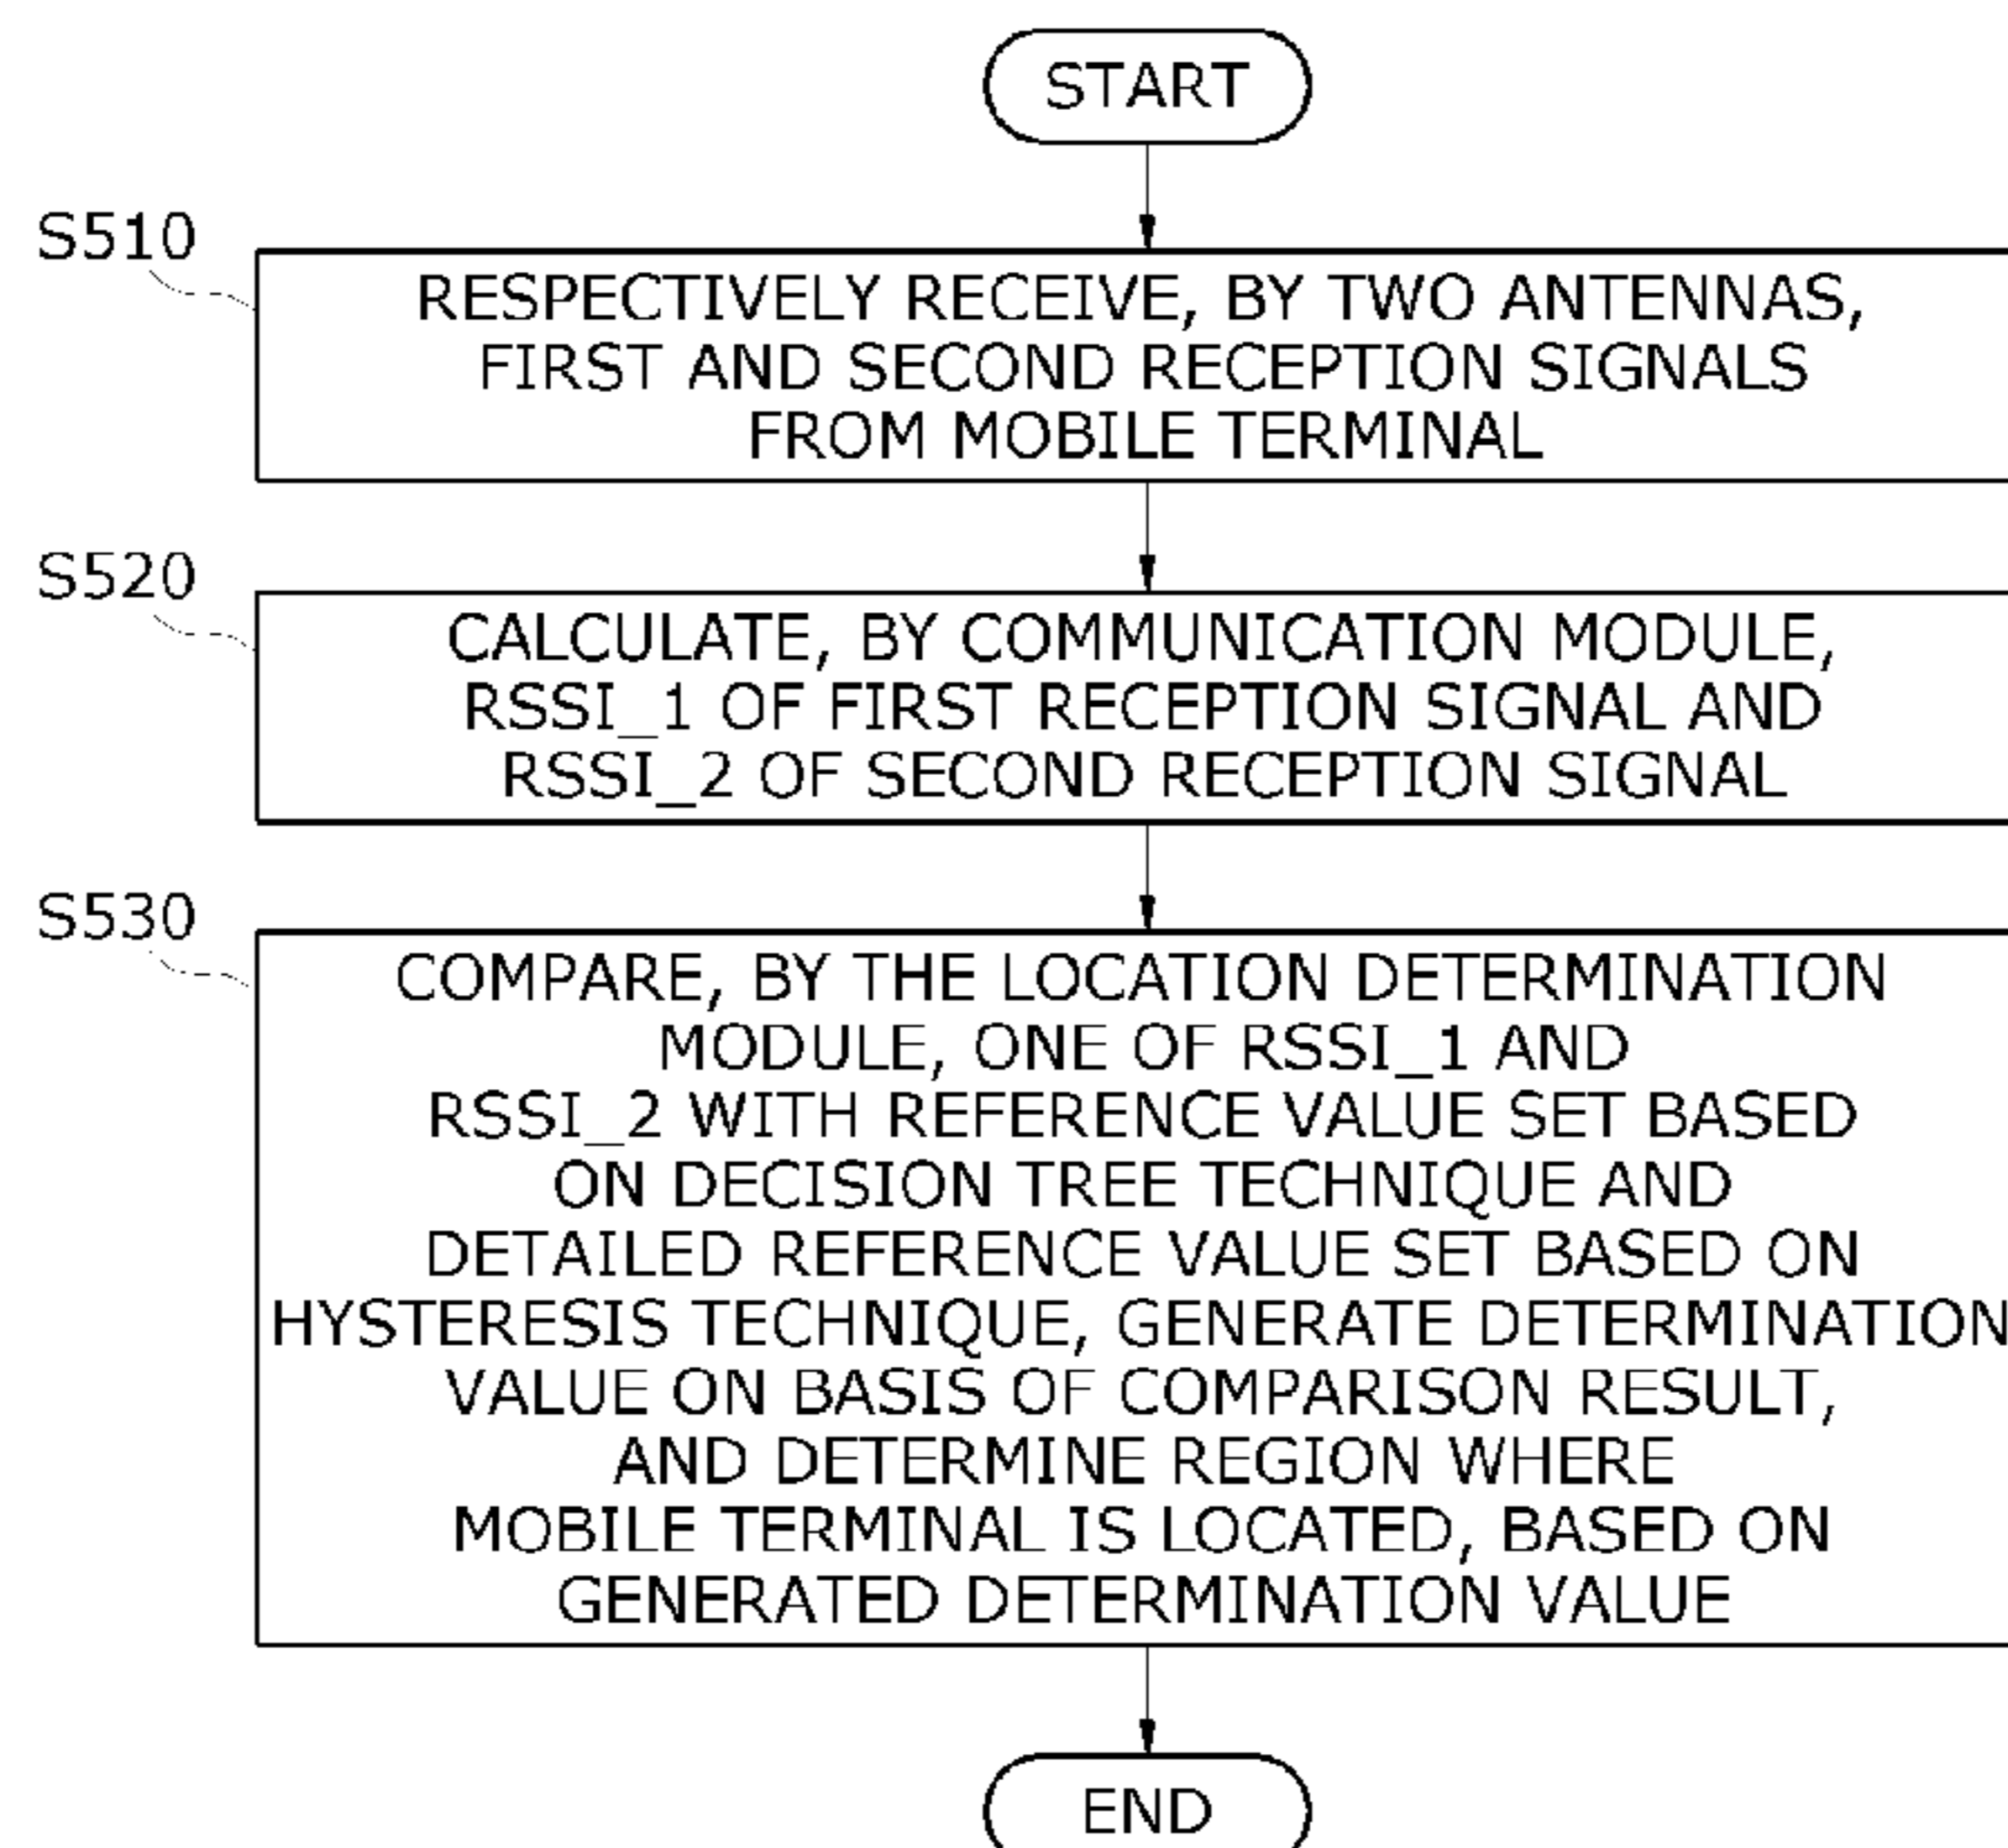 START
S510
RESPECTIVELY RECEIVE, BY TWO ANTENNAS,
FIRST AND SECOND RECEPTION SIGNALS
FROM MOBILE TERMINAL
S520
CALCULATE, BY COMMUNICATION MODULE,
RSSI_1 OF FIRST RECEPTION SIGNAL AND
RSSI_2 OF SECOND RECEPTION SIGNAL
S530
COMPARE, BY THE LOCATION DETERMINATION
MODULE, ONE OF RSSI_1 AND
RSSI_2 WITH REFERENCE VALUE SET BASED
ON DECISION TREE TECHNIQUE AND
DETAILED REFERENCE VALUE SET BASED ON
HYSTERESIS TECHNIQUE, GENERATE DETERMINATION
VALUE ON BASIS OF COMPARISON RESULT,
AND DETERMINE REGION WHERE
MOBILE TERMINAL IS LOCATED, BASED ON
GENERATED DETERMINATION VALUE
END